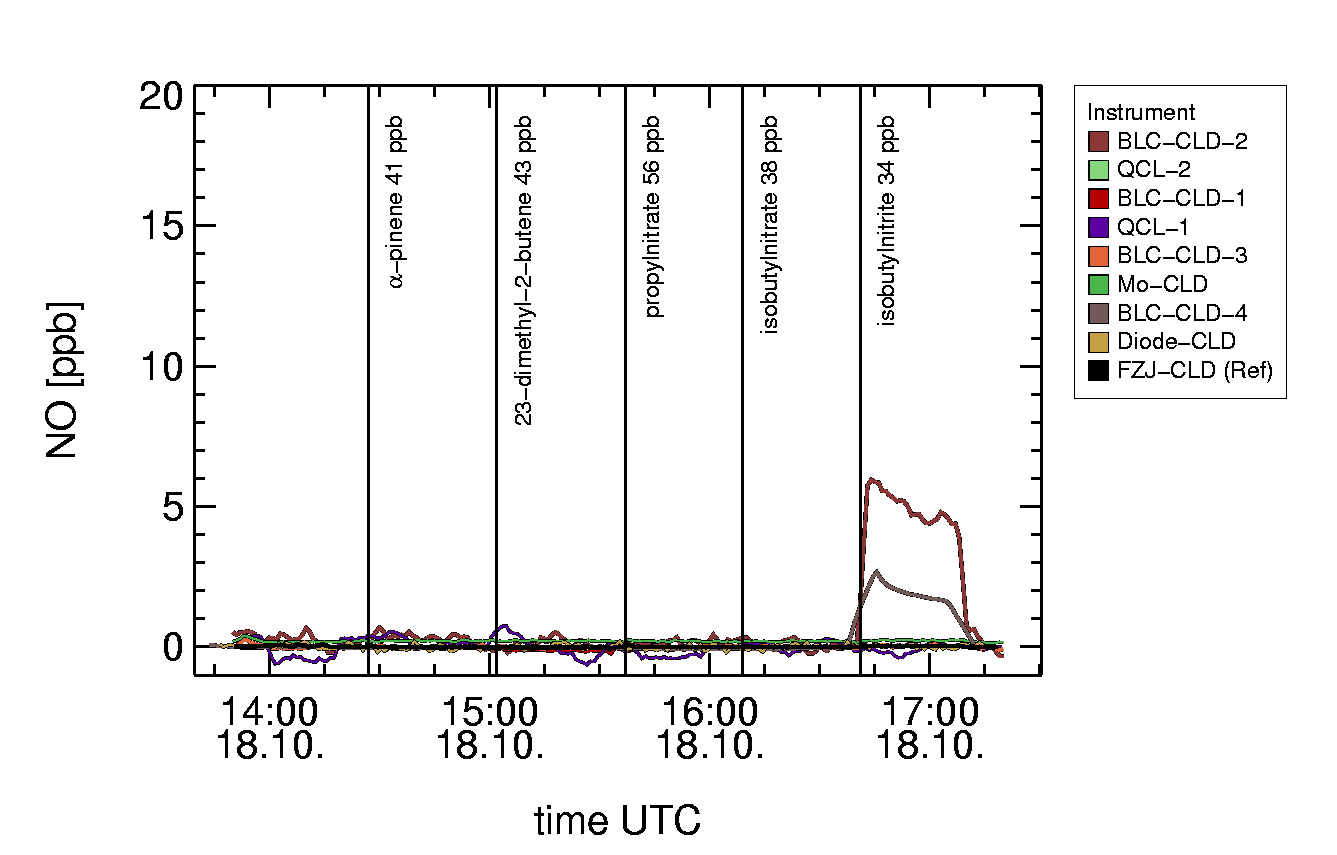 20
15
10
5
0
NO [ppb]
α−pinene 41 ppb
23−dimethyl−2−butene 43 ppb
propylnitrate 56 ppb
isobutylnitrate 38 ppb
isobutylnitrite 34 ppb
14:00
18.10.
15:00
18.10.
16:00
18.10.
17:00
18.10.
time UTC
Instrument
BLC−CLD−2
QCL−2
BLC−CLD−1
QCL−1
BLC−CLD−3
Mo−CLD
BLC−CLD−4
Diode−CLD
FZJ−CLD (Ref)